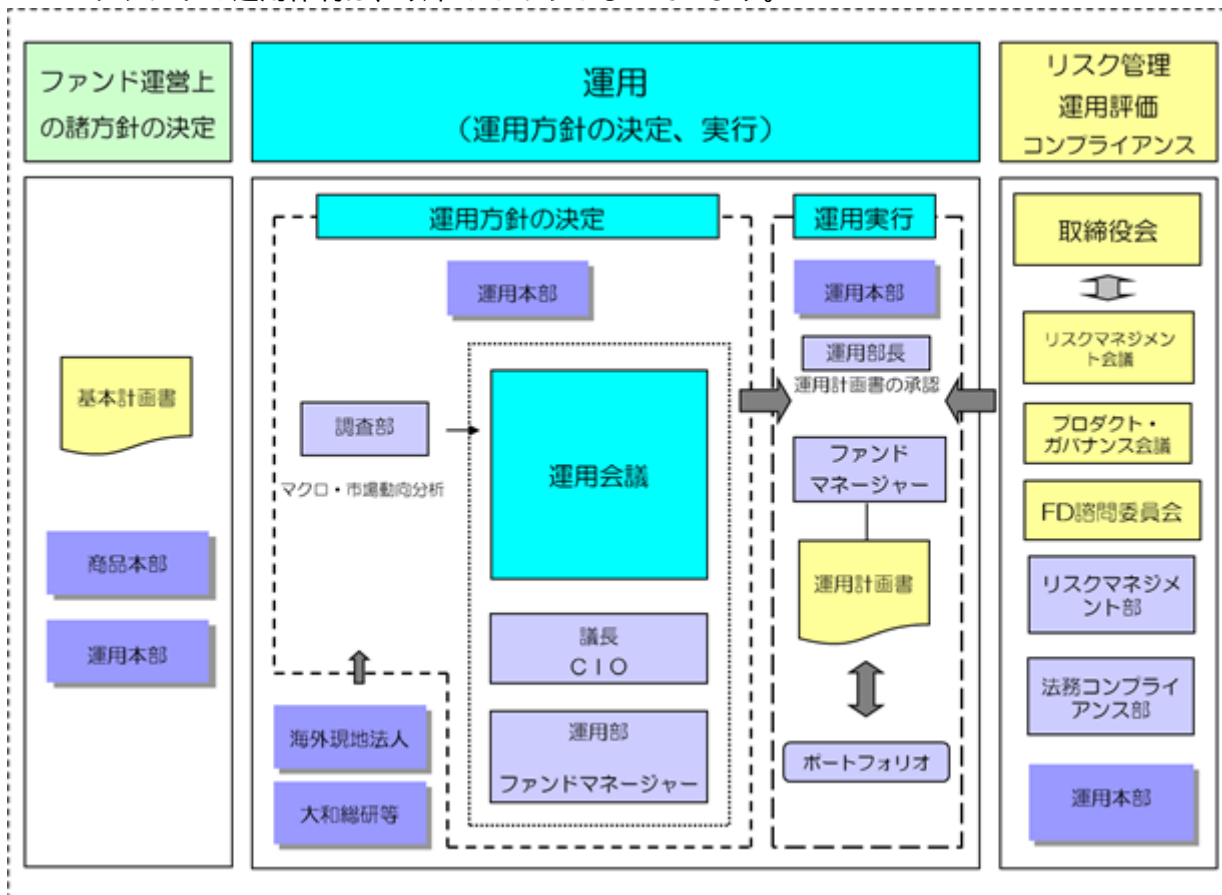 ファンド運営上
の諸方針の決定
運用
（運用方針の決定、実行）
リスク管理
運用評価
コンプライアンス
基本計画書
商品本部
運用本部
運用方針の決定
運用本部
調査部
マクロ・市場動向分析
運用会議
議長
ＣＩＯ
運用部
ファンドマネージャー
海外現地法人
大和総研等
運用実行
運用本部
運用部長
運用計画書の承認
ファンド
マネージャー
運用計画書
ポートフォリオ
取締役会
リスクマネジメン
ト会議
プロダクト・
ガバナンス会議
FD諮問委員会
リスクマネジメ
ント部
法務コンプライ
アンス部
運用本部